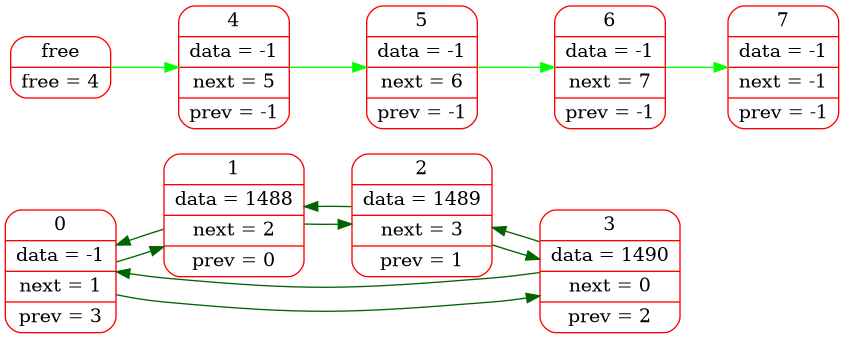 free
free = 4
4
data = -1
next = 5
prev = -1
5
data = -1
next = 6
prev = -1
6
data = -1
next = 7
prev = -1
7
data = -1
next = -1
prev = -1
0
data = -1
next = 1
prev = 3
1
data = 1488
next = 2
prev = 0
2
data = 1489
next = 3
prev = 1
3
data = 1490
next = 0
prev = 2